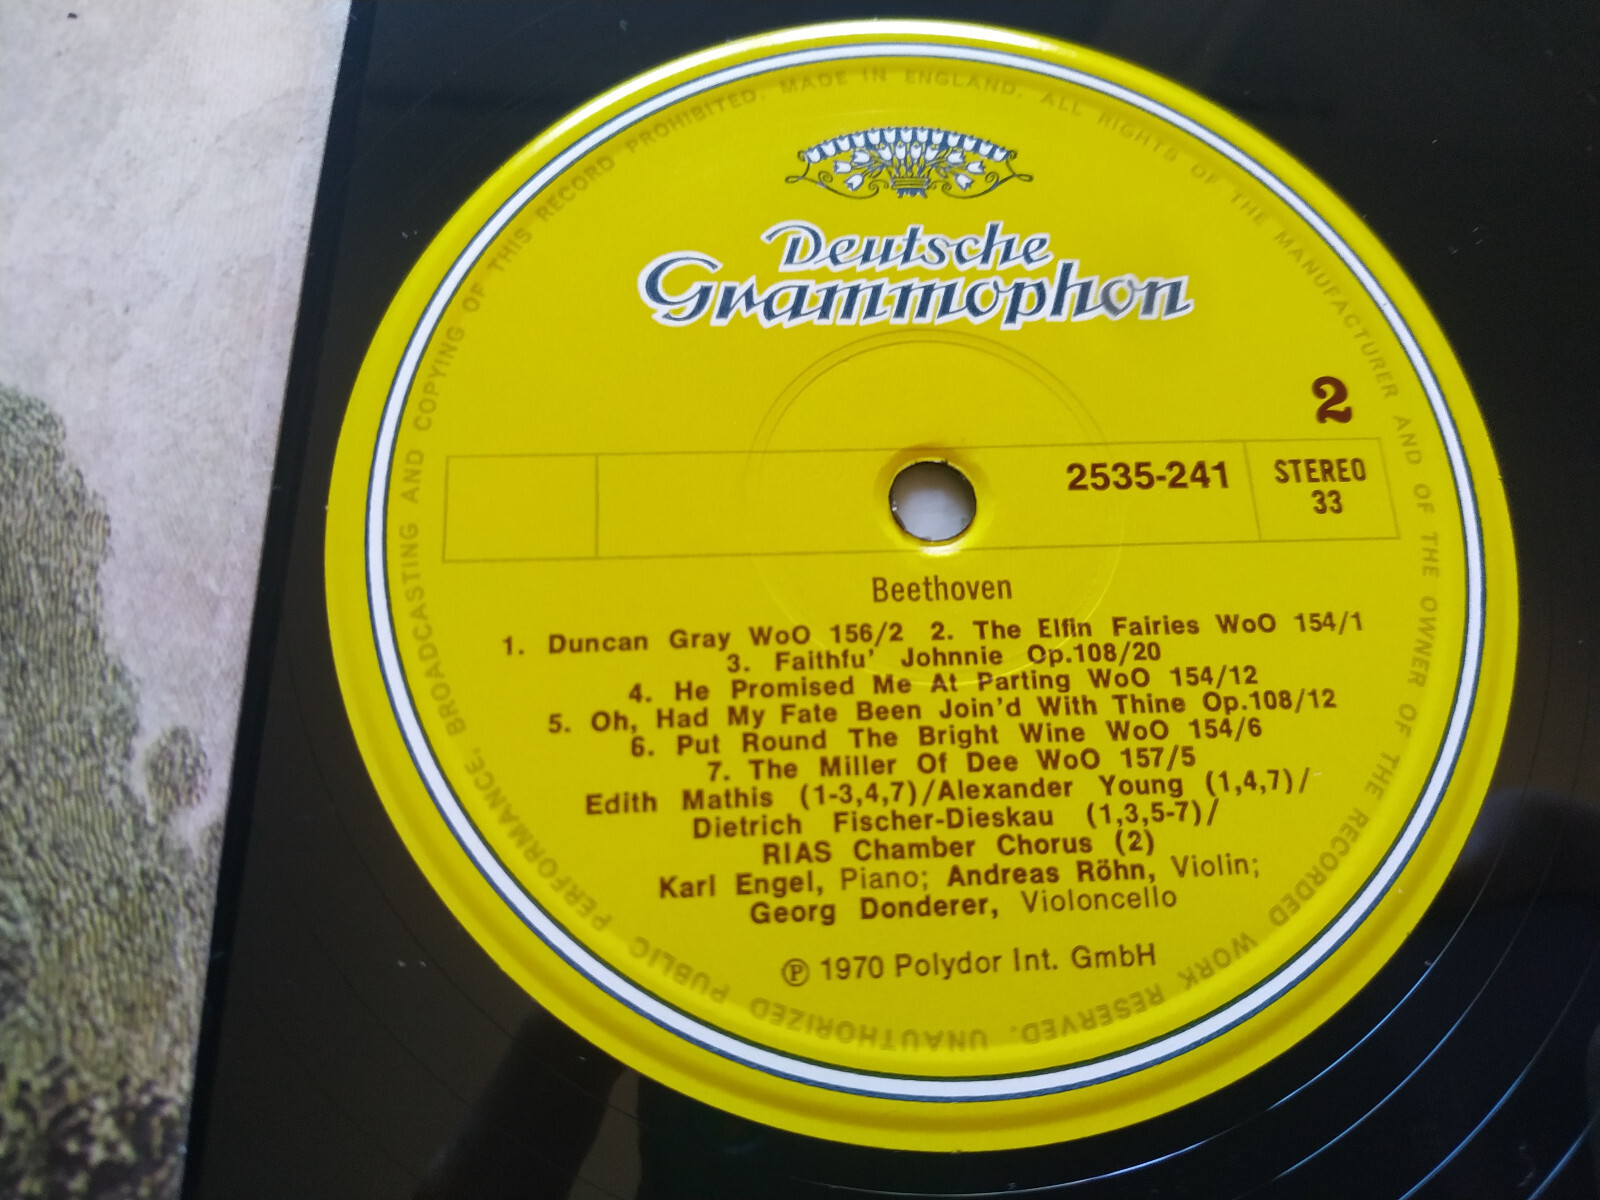 MADE IN ENGLAND. ALL RIGHTS OF THE MANUFACTURER AND OF THE OWNER OF THE RECORDED WORK RESERVED. UNAUTHORIZED PUBLIC PERFORMANCE, BROADCASTING AND COPYING OF THIS RECORD PROHIBITED.
Deutsche
Grammophon
2
2535-241
STEREO
33
Beethoven
1. Duncan Gray WoO 156/2 2. The Elfin Fairies WoO 154/1
3. Faithfu' Johnnie Op.108/20
4. He Promised Me At Parting WoO 154/12
5. Oh, Had My Fate Been Join'd With Thine Op.108/12
6. Put Round The Bright Wine WoO 154/6
7. The Miller Of Dee WoO 157/5
Edith Mathis (1-3,4,7)/Alexander Young (1,4,7)/
Dietrich Fischer-Dieskau (1,3,5-7)/
RIAS Chamber Chorus (2)
Karl Engel, Piano; Andreas Röhn, Violin;
Georg Donderer, Violoncello
℗ 1970 Polydor Int. GmbH